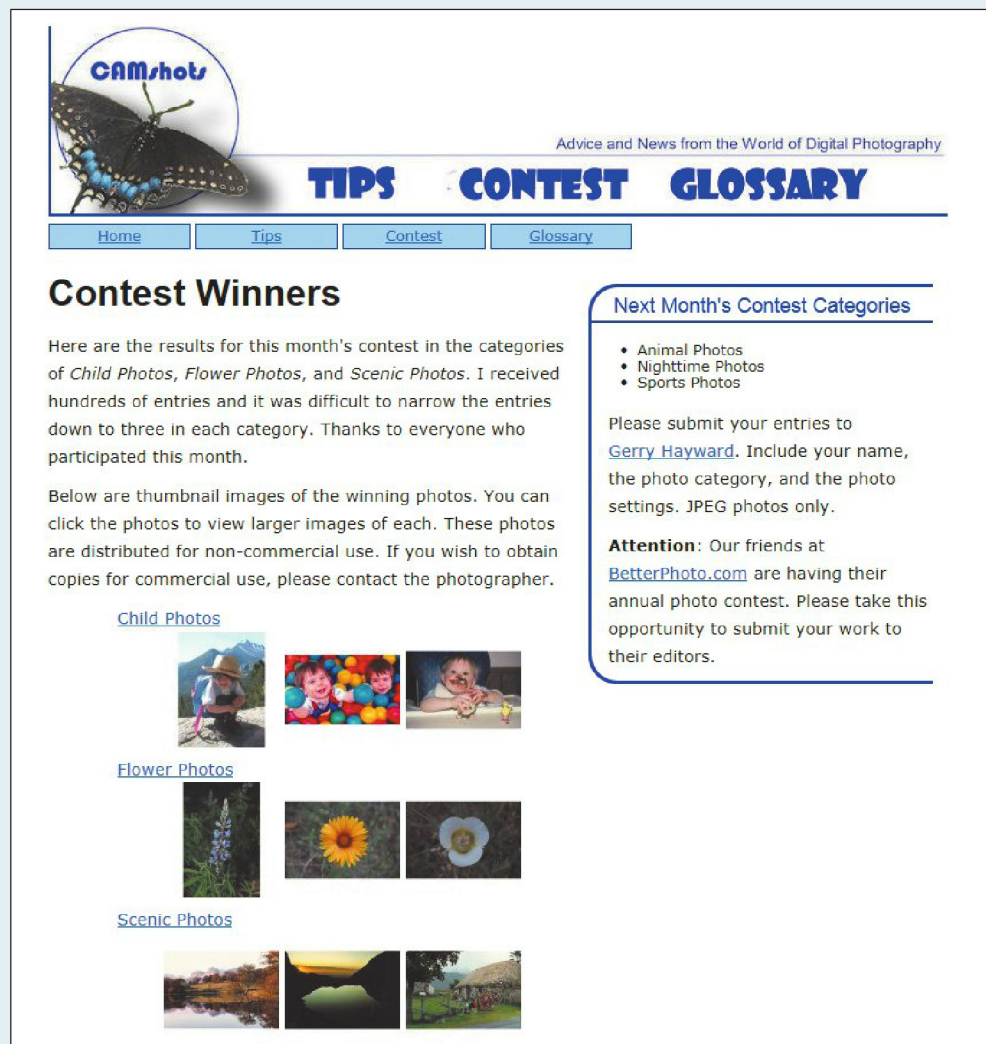 CAMshots
Advice and News from the World of Digital Photography
TIPS CONTEST GLOSSARY
Home Tips Contest Glossary
Contest Winners
Here are the results for this month's contest in the categories
of Child Photos, Flower Photos, and Scenic Photos. I received
hundreds of entries and it was difficult to narrow the entries
down to three in each category. Thanks to everyone who
participated this month.
Below are thumbnail images of the winning photos. You can
click the photos to view larger images of each. These photos
are distributed for non-commercial use. If you wish to obtain
copies for commercial use, please contact the photographer.
Child Photos
Flower Photos
Scenic Photos
Next Month's Contest Categories
• Animal Photos
• Nighttime Photos
• Sports Photos
Please submit your entries to
Gerry Hayward. Include your name,
the photo category, and the photo
settings. JPEG photos only.
Attention: Our friends at
BetterPhoto.com are having their
annual photo contest. Please take this
opportunity to submit your work to
their editors.